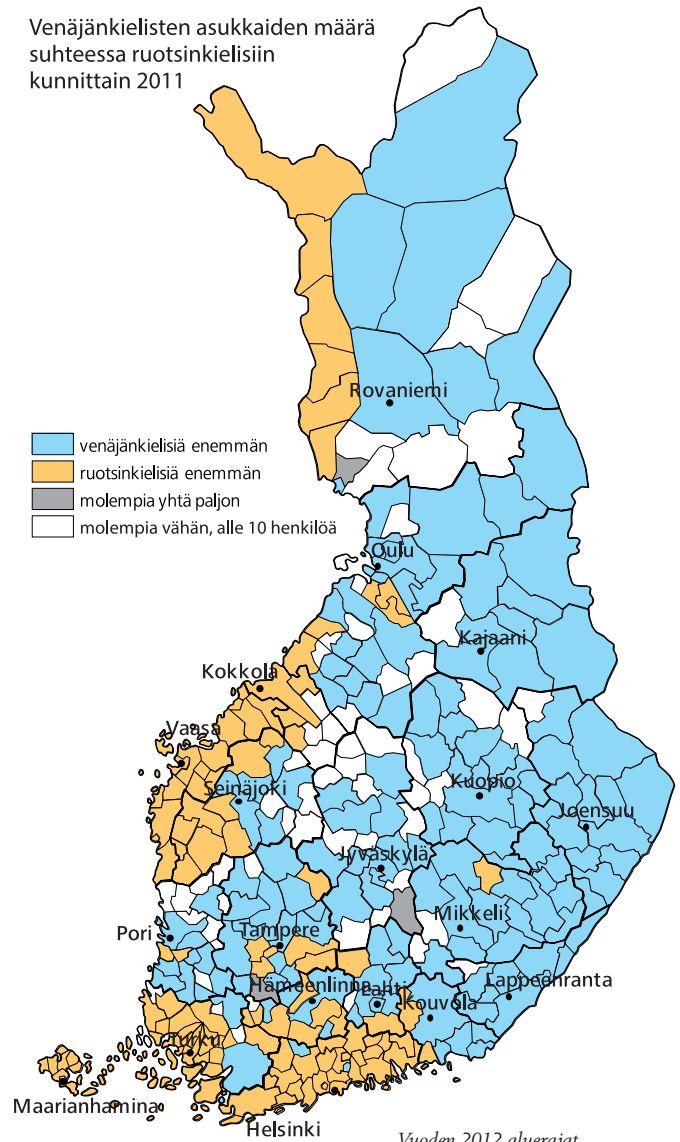 Venäjänkielisten asukkaiden määrä
suhteessa ruotsinkielisiin
kunnittain 2011
Rovaniemi
venäjänkielisiä enemmän
ruotsinkielisiä enemmän
molempia yhtä paljon
molempia vähän, alle 10 henkilöä
Oulu
Kajaani
Kokkola
Vaasa
Seinäjoki
Kuopio
Joensuu
Jyväskylä
Mikkeli
Pori
Tampere
Hämeenlinna
Lahti
Lappeenranta
Kouvola
Turku
Maarianhamina
Helsinki
Vuoden 2012 aluerajat